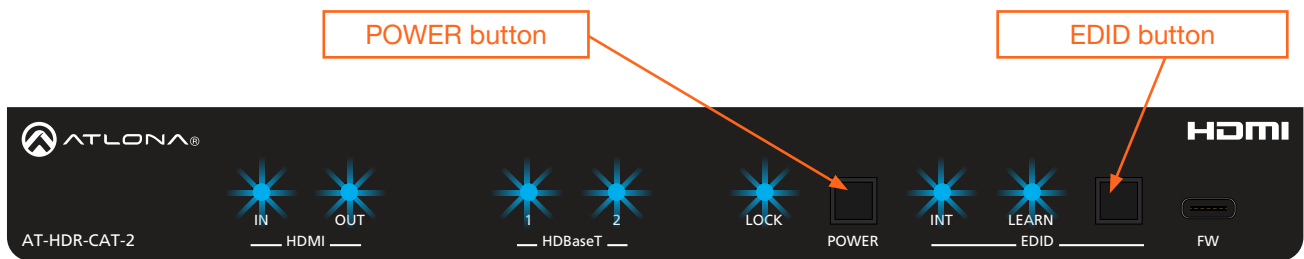 POWER button
EDID button
ATLONA®
HDMI
IN OUT 1 2 LOCK INT LEARN
AT-HDR-CAT-2 HDMI HDBaseT POWER EDID FW